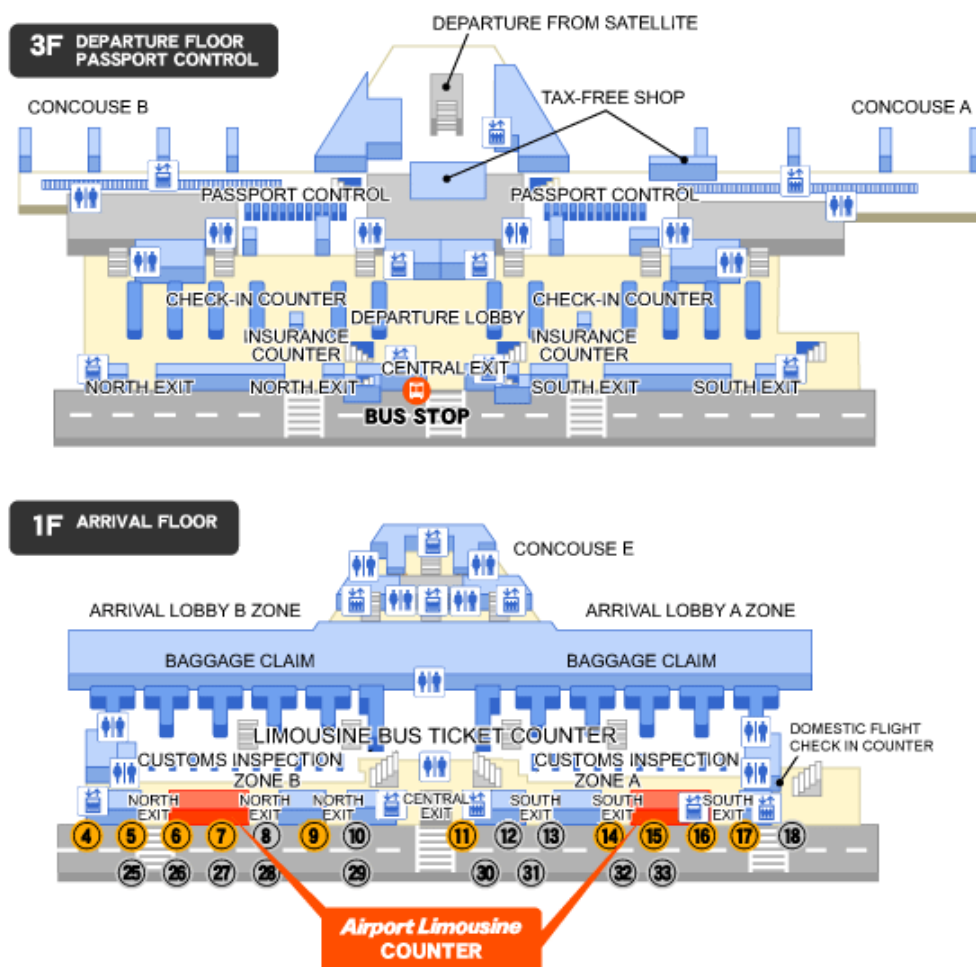 3F DEPARTURE FLOOR
PASSPORT CONTROL
DEPARTURE FROM SATELLITE
TAX-FREE SHOP
CONCOUSE B
CONCOUSE A
PASSPORT CONTROL
PASSPORT CONTROL
CHECK-IN COUNTER
CHECK-IN COUNTER
DEPARTURE LOBBY
INSURANCE
COUNTER
INSURANCE
COUNTER
CENTRAL EXIT
NORTH EXIT
NORTH EXIT
SOUTH EXIT
SOUTH EXIT
BUS STOP
1F ARRIVAL FLOOR
CONCOUSE E
ARRIVAL LOBBY B ZONE
ARRIVAL LOBBY A ZONE
BAGGAGE CLAIM
BAGGAGE CLAIM
LIMOUSINE BUS TICKET COUNTER
DOMESTIC FLIGHT
CHECK IN COUNTER
CUSTOMS INSPECTION
ZONE B
CUSTOMS INSPECTION
ZONE A
NORTH
EXIT
NORTH
EXIT
NORTH
EXIT
CENTRAL
EXIT
SOUTH
EXIT
SOUTH
EXIT
SOUTH
EXIT
4 5 6 7 8 9 10 11 12 13 14 15 16 17 18
25 26 27 28 29 30 31 32 33
Airport Limousine
COUNTER